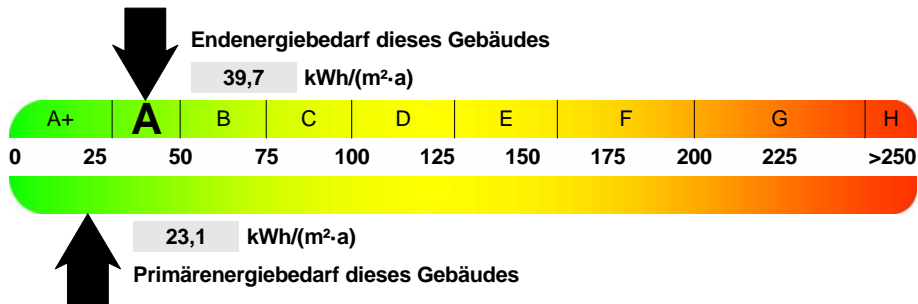 Endenergiebedarf dieses Gebäudes
39,7 kWh/(m²·a)
A+ A B C D E F G H
0 25 50 75 100 125 150 175 200 225 >250
23,1 kWh/(m²·a)
Primärenergiebedarf dieses Gebäudes